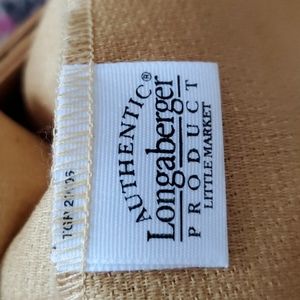 AUTHENTIC®
Longaberger
PRODUCT
LITTLE MARKET